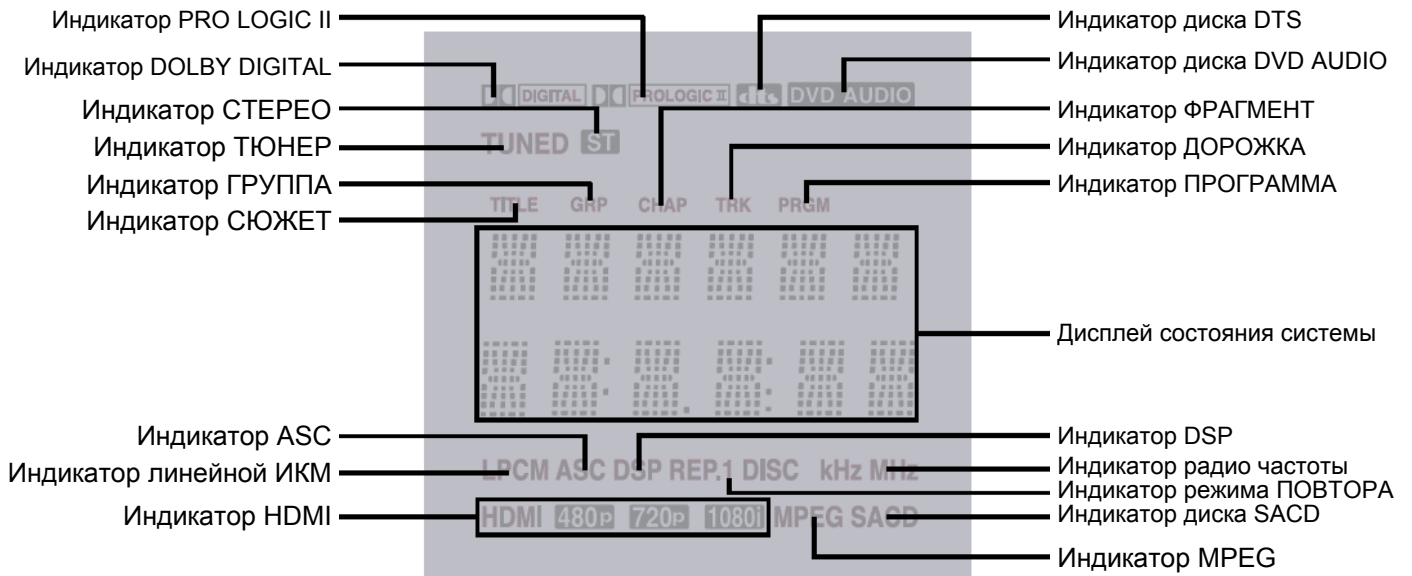 Индикатор PRO LOGIC II
Индикатор DOLBY DIGITAL
Индикатор СТЕРЕО
Индикатор ТЮНЕР
Индикатор ГРУППА
Индикатор СЮЖЕТ
Индикатор диска DTS
Индикатор диска DVD AUDIO
Индикатор ФРАГМЕНТ
Индикатор ДОРОЖКА
Индикатор ПРОГРАММА
DIGITAL PROLOGIC II dts DVD AUDIO
TUNED ST
TITLE GRP CHAP TRK PRGM
Дисплей состояния системы
Индикатор ASC
Индикатор линейной ИКМ
Индикатор HDMI
LPCM ASC DSP REP.1 DISC kHz MHz
HDMI 480p 720p 1080i MPEG SACD
Индикатор DSP
Индикатор радио частоты
Индикатор режима ПОВТОРА
Индикатор диска SACD
Индикатор MPEG